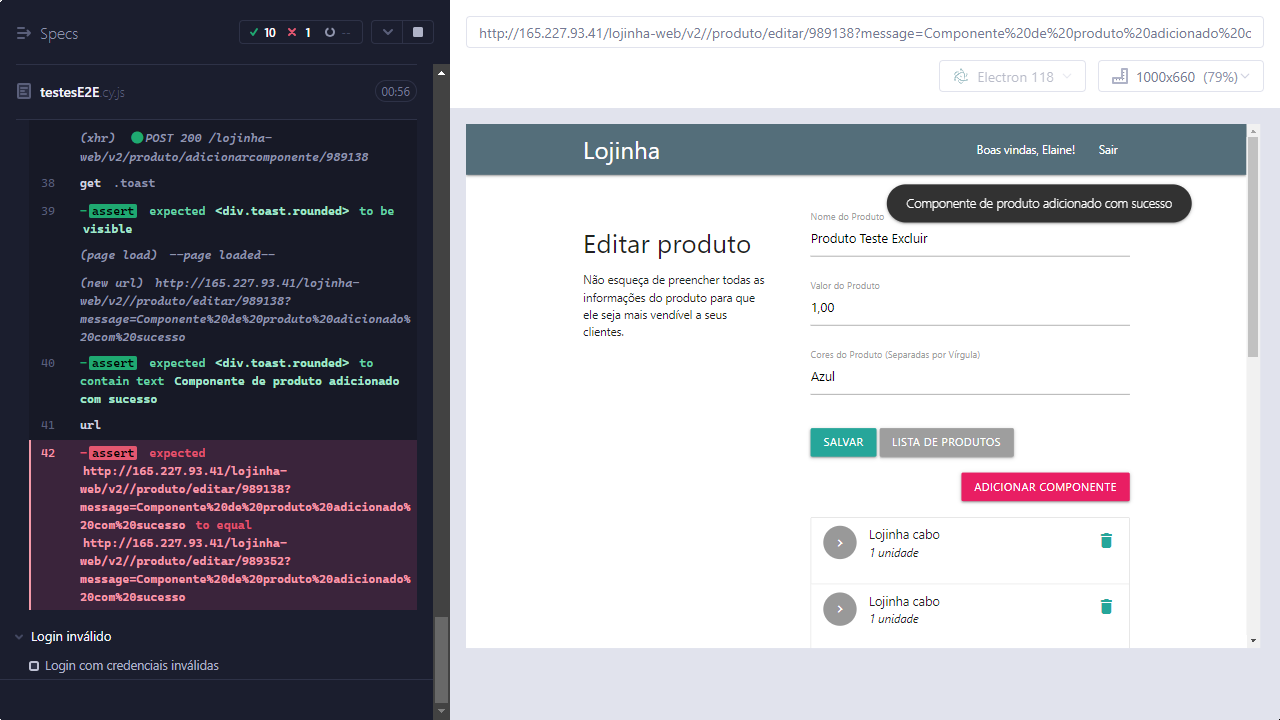 Specs
10
1
--
testesE2E.cy.js
00:56
(xhr) POST 200 /lojinha-
web/v2/produto/adicionarcomponente/989138
38 get .toast
39 -assert expected <div.toast.rounded> to be
visible
(page load) --page loaded--
(new url) http://165.227.93.41/lojinha-
web/v2//produto/editar/989138?
message=Componente%20de%20produto%20adicionado%
20com%20sucesso
40 -assert expected <div.toast.rounded> to
contain text Componente de produto adicionado
com sucesso
41 url
42 -assert expected
http://165.227.93.41/lojinha-
web/v2//produto/editar/989138?
message=Componente%20de%20produto%20adicionado%
20com%20sucesso to equal
http://165.227.93.41/lojinha-
web/v2//produto/editar/989352?
message=Componente%20de%20produto%20adicionado%
20com%20sucesso
Login inválido
Login com credenciais inválidas
http://165.227.93.41/lojinha-web/v2//produto/editar/989138?message=Componente%20de%20produto%20adicionado%20c
Electron 118
1000x660 (79%)
Lojinha
Boas vindas, Elaine!
Sair
Componente de produto adicionado com sucesso
Editar produto
Não esqueça de preencher todas as
informações do produto para que
ele seja mais vendível a seus
clientes.
Nome do Produto
Produto Teste Excluir
Valor do Produto
1,00
Cores do Produto (Separadas por Vírgula)
Azul
SALVAR
LISTA DE PRODUTOS
ADICIONAR COMPONENTE
Lojinha cabo
1 unidade
Lojinha cabo
1 unidade